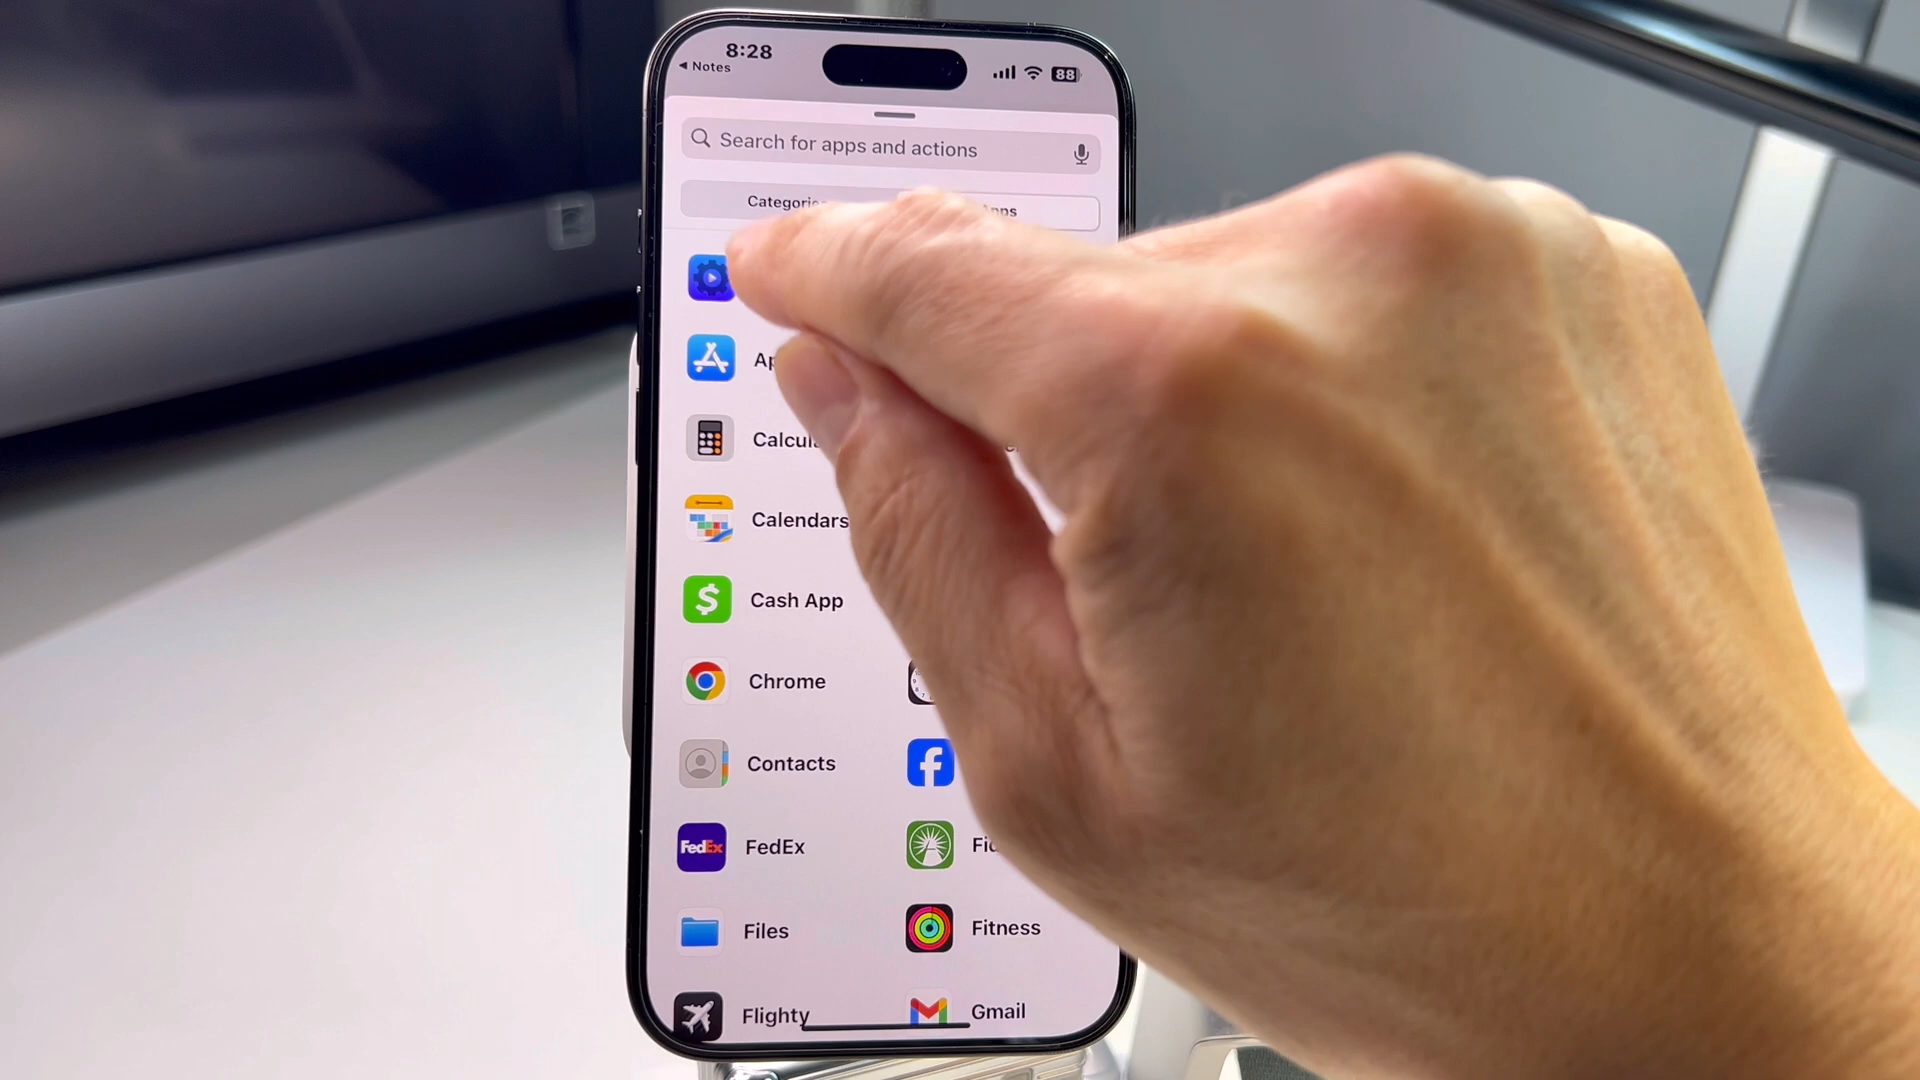 8:28
Notes
88
Search for apps and actions
Calendars
Cash App
Chrome
Contacts
FedEx
FedEx
Files
Fitness
Flighty
Gmail